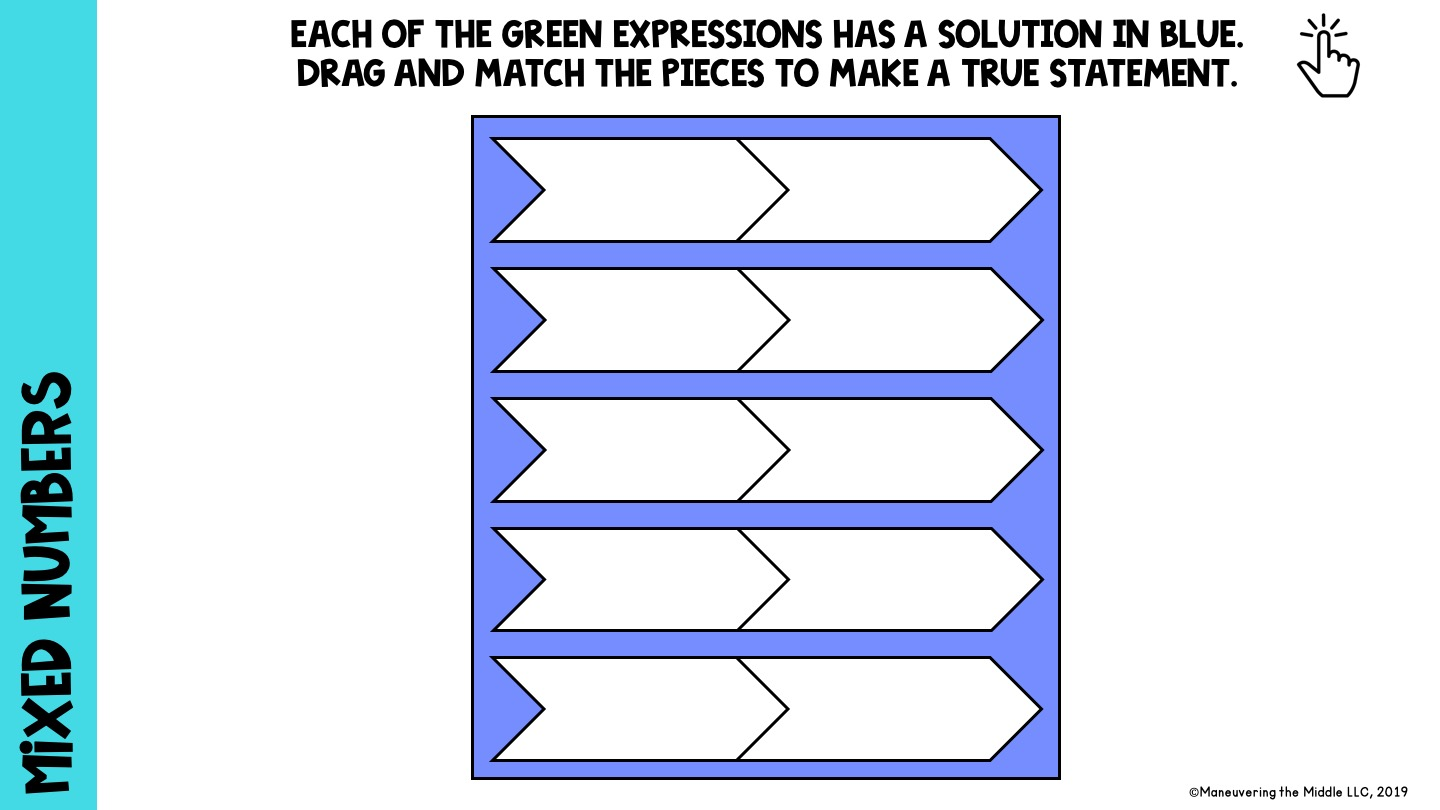 EACH OF THE GREEN EXPRESSIONS HAS A SOLUTION IN BLUE.
DRAG AND MATCH THE PIECES TO MAKE A TRUE STATEMENT.
MiXED NUMBERS
©Maneuvering the Middle LLC, 2019